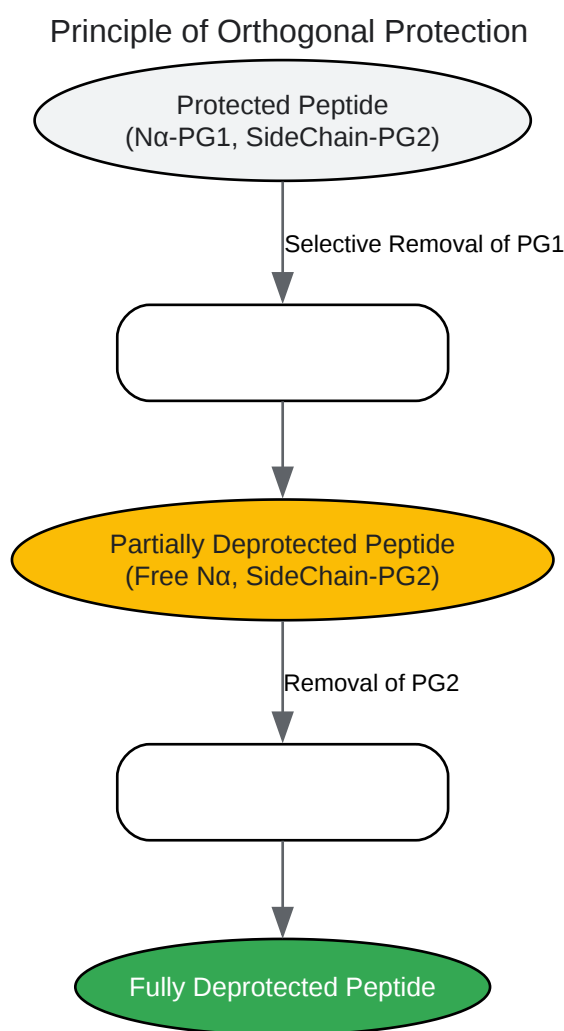 Principle of Orthogonal Protection
Protected Peptide
(Nα-PG1, SideChain-PG2)
Selective Removal of PG1
Partially Deprotected Peptide
(Free Nα, SideChain-PG2)
Removal of PG2
Fully Deprotected Peptide